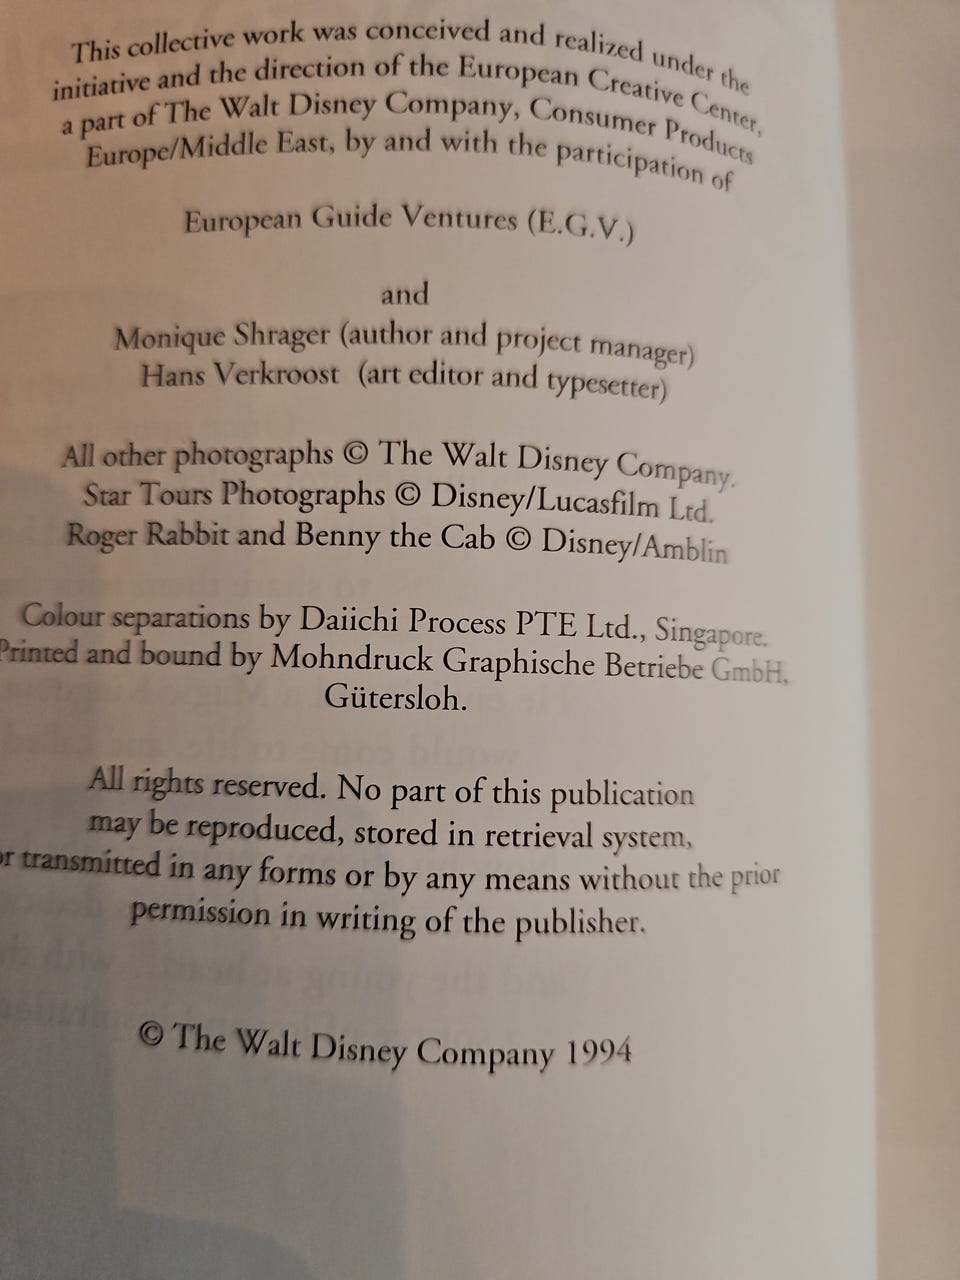 This collective work was conceived and realized under the
initiative and the direction of the European Creative Center,
a part of The Walt Disney Company, Consumer Products
Europe/Middle East, by and with the participation of
European Guide Ventures (E.G.V.)
and
Monique Shrager (author and project manager)
Hans Verkroost (art editor and typesetter)
All other photographs © The Walt Disney Company.
Star Tours Photographs © Disney/Lucasfilm Ltd.
Roger Rabbit and Benny the Cab © Disney/Amblin
Colour separations by Daiichi Process PTE Ltd., Singapore.
Printed and bound by Mohndruck Graphische Betriebe GmbH,
Gütersloh.
All rights reserved. No part of this publication
may be reproduced, stored in retrieval system,
or transmitted in any forms or by any means without the prior
permission in writing of the publisher.
© The Walt Disney Company 1994